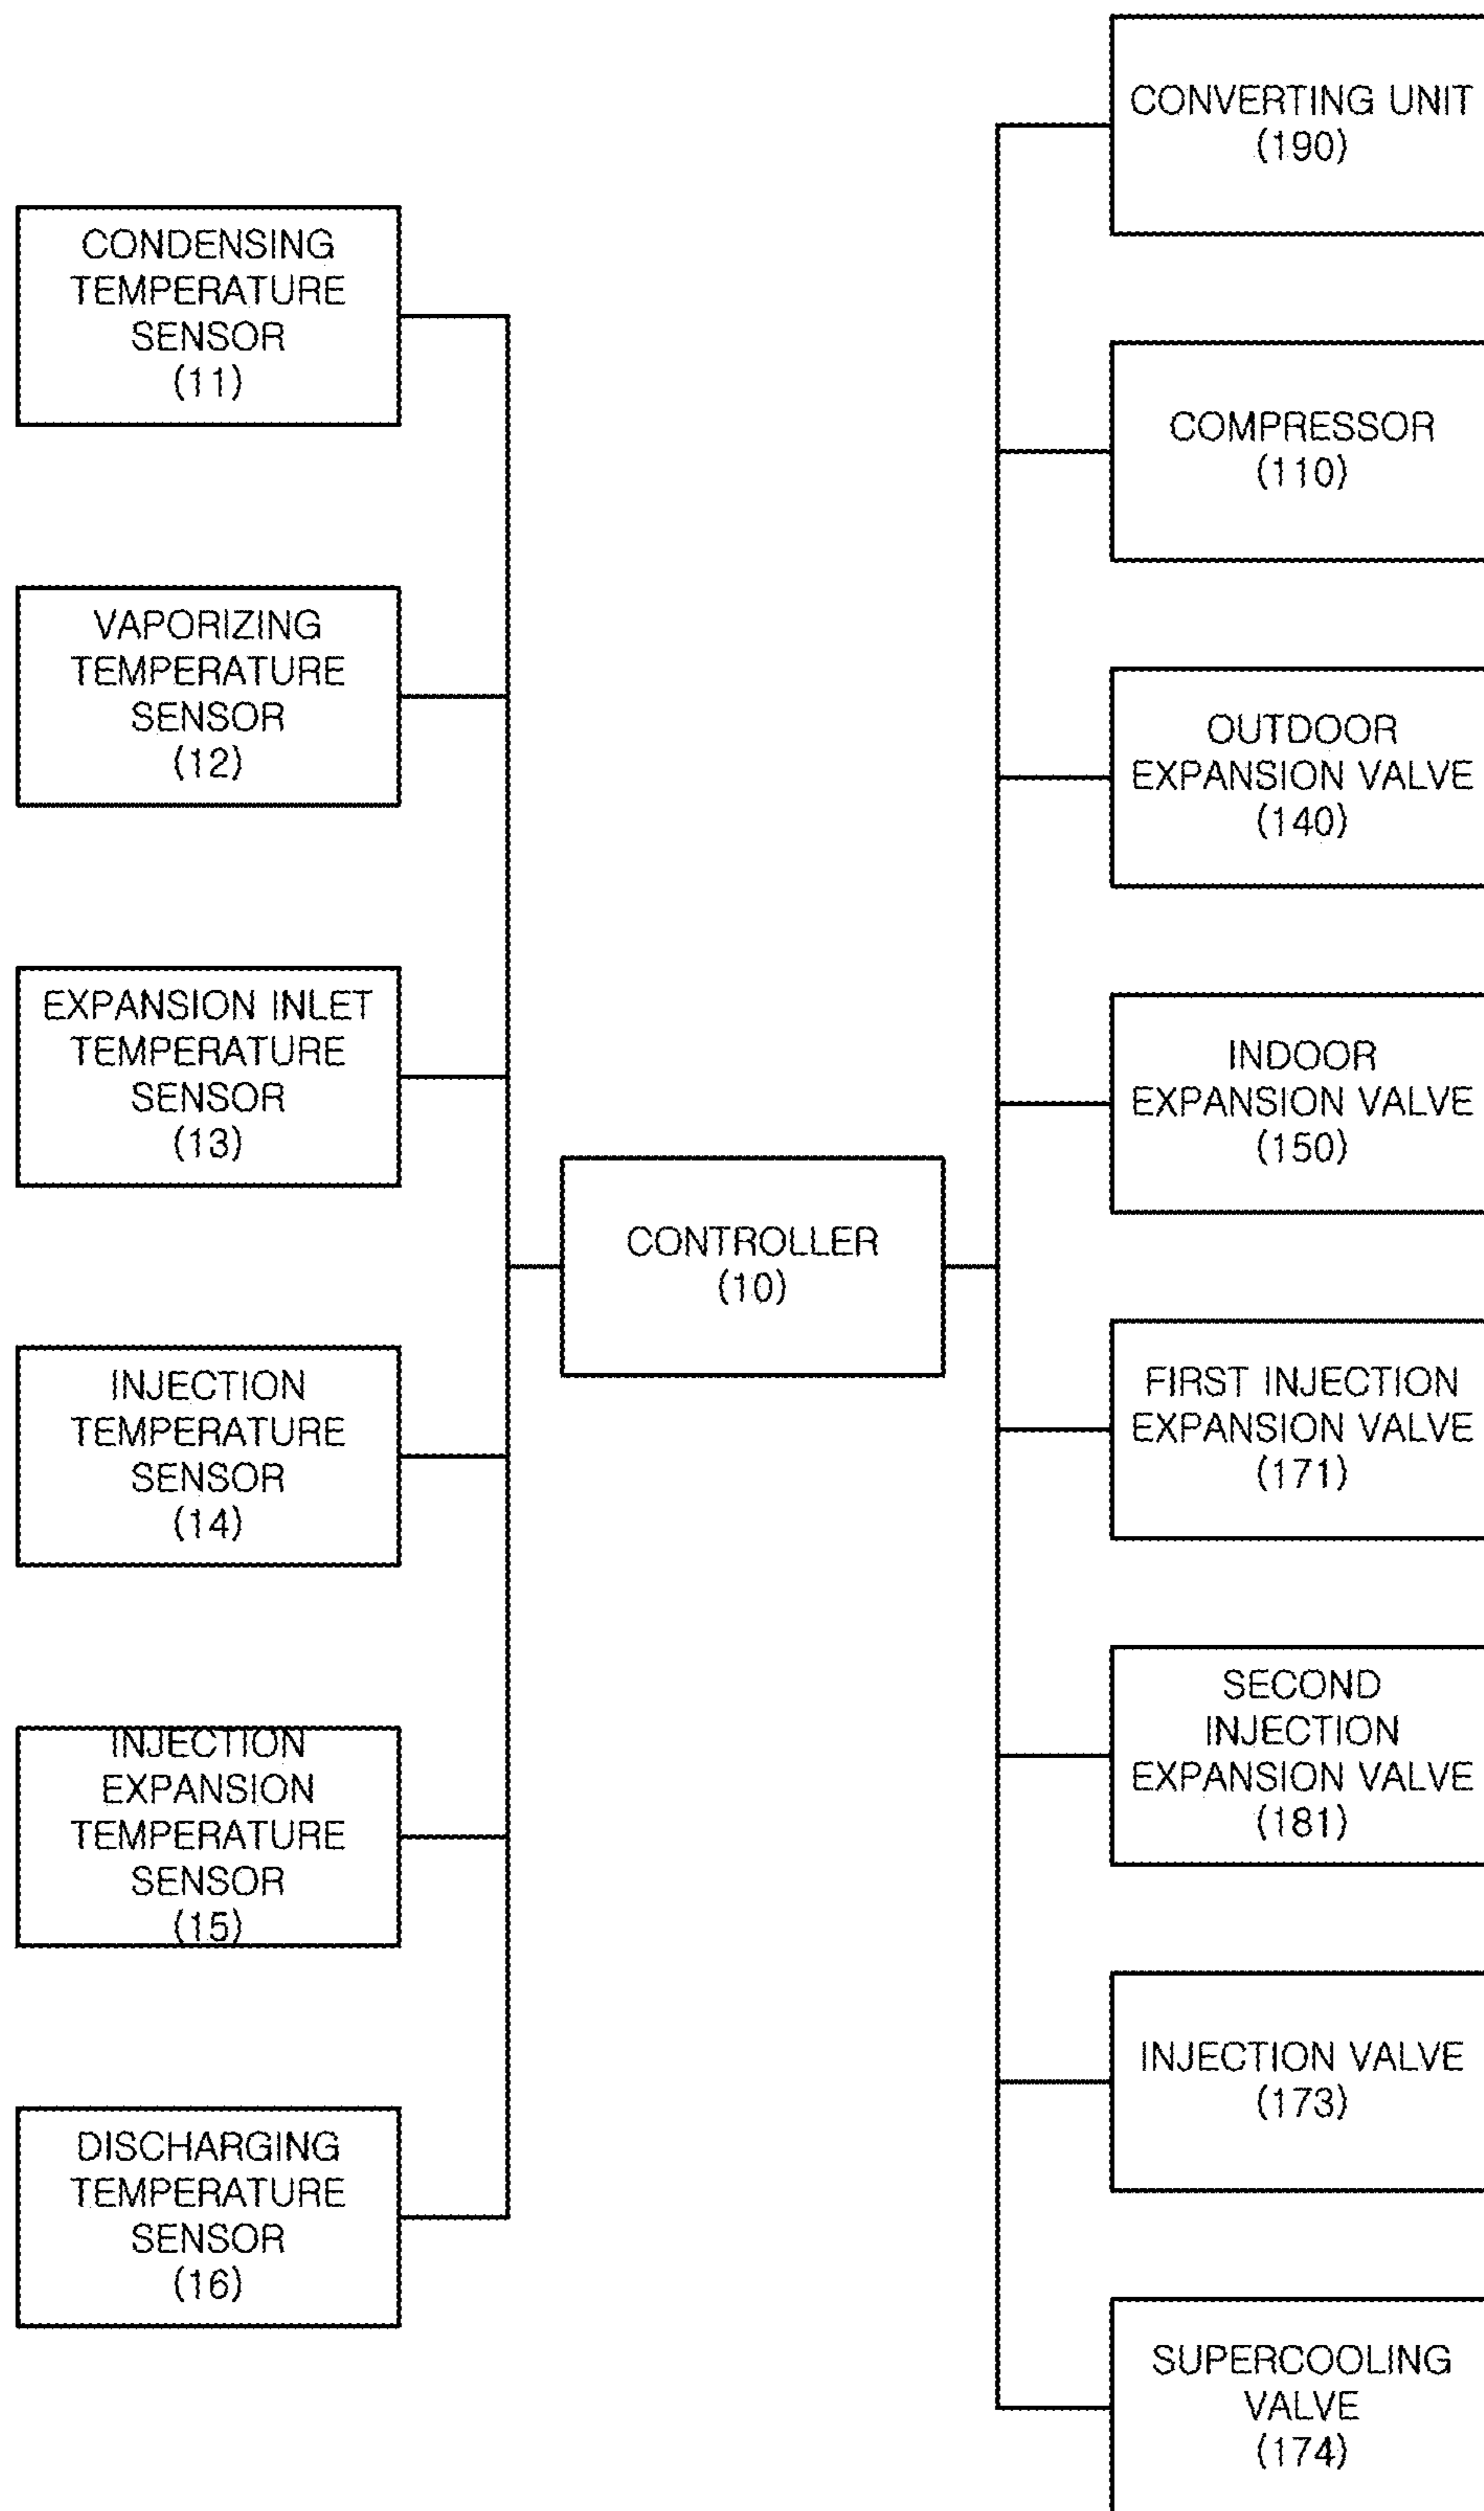 CONDENSING
TEMPERATURE
SENSOR
(11)
VAPORIZING
TEMPERATURE
SENSOR
(12)
EXPANSION INLET
TEMPERATURE
SENSOR
(13)
INJECTION
TEMPERATURE
SENSOR
(14)
INJECTION
EXPANSION
TEMPERATURE
SENSOR
(15)
DISCHARGING
TEMPERATURE
SENSOR
(16)
CONTROLLER
(10)
CONVERTING UNIT
(190)
COMPRESSOR
(110)
OUTDOOR
EXPANSION VALVE
(140)
INDOOR
EXPANSION VALVE
(150)
FIRST INJECTION
EXPANSION VALVE
(171)
SECOND
INJECTION
EXPANSION VALVE
(181)
INJECTION VALVE
(173)
SUPERCOOLING
VALVE
(174)